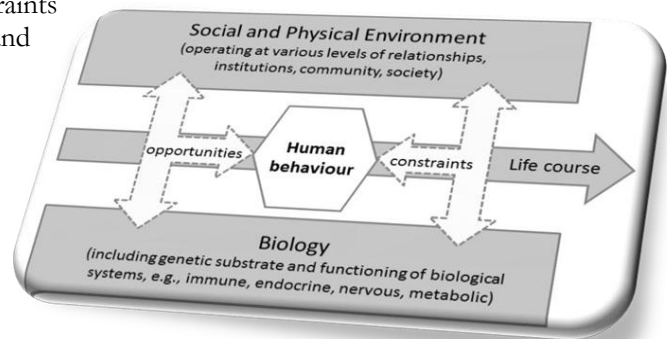 raints
and
Social and Physical Environment
(operating at various levels of relationships,
institutions, community, society)
opportunities
Human
behaviour
constraints
Life course
Biology
(including genetic substrate and functioning of biological
systems, e.g., immune, endocrine, nervous, metabolic)